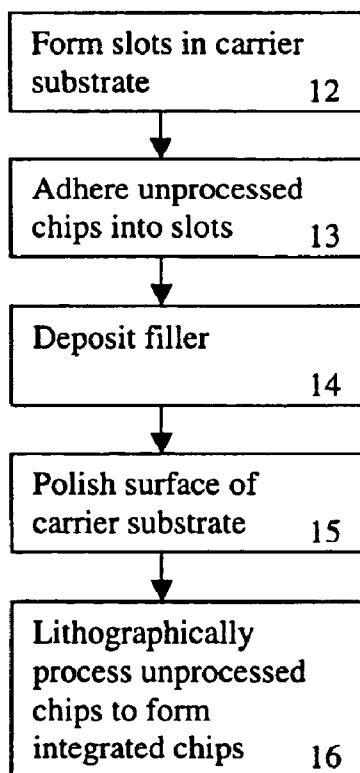 Form slots in carrier
substrate 12
Adhere unprocessed
chips into slots 13
Deposit filler
14
Polish surface of
carrier substrate 15
Lithographically
process unprocessed
chips to form
integrated chips 16